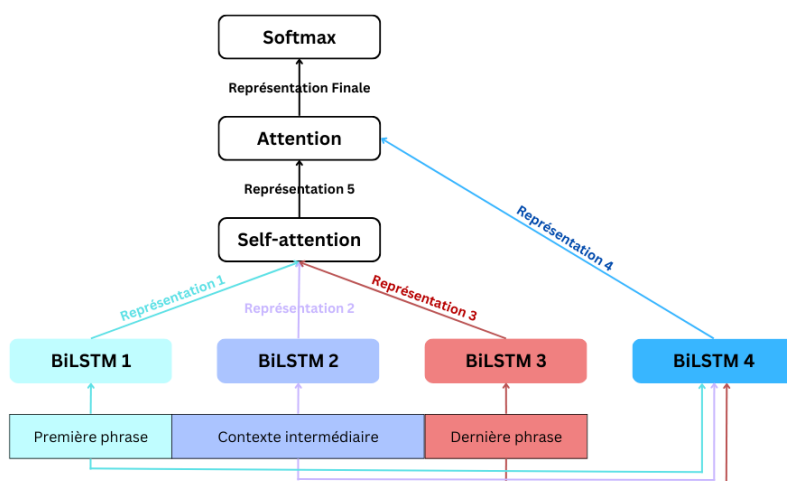 Softmax
Représentation Finale
Attention
Représentation 5
Représentation 4
Self-attention
Représentation 1
Représentation 2
Représentation 3
BiLSTM 1
BiLSTM 2
BiLSTM 3
BiLSTM 4
Première phrase
Contexte intermédiaire
Dernière phrase